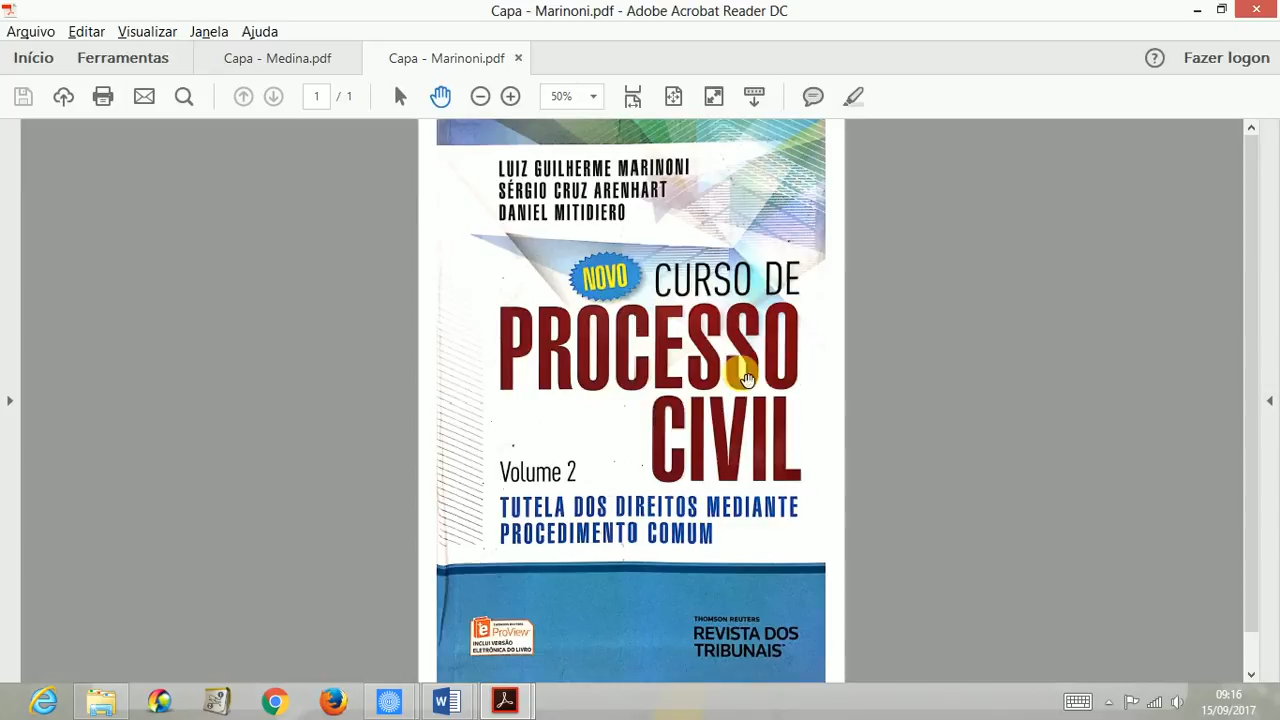 Capa - Marinoni.pdf - Adobe Acrobat Reader DC
Arquivo Editar Visualizar Janela Ajuda
Início Ferramentas Capa - Medina.pdf Capa - Marinoni.pdf × Fazer logon
1 / 1 50%
LUIZ GUILHERME MARINONI
SÉRGIO CRUZ ARENHART
DANIEL MITIDIERO
NOVO CURSO DE
PROCESSO
CIVIL
Volume 2
TUTELA DOS DIREITOS MEDIANTE
PROCEDIMENTO COMUM
THOMSON REUTERS
ProView
INCLUI VERSÃO
ELETRÔNICA DO LIVRO
THOMSON REUTERS
REVISTA DOS
TRIBUNAIS
09:16
15/09/2017